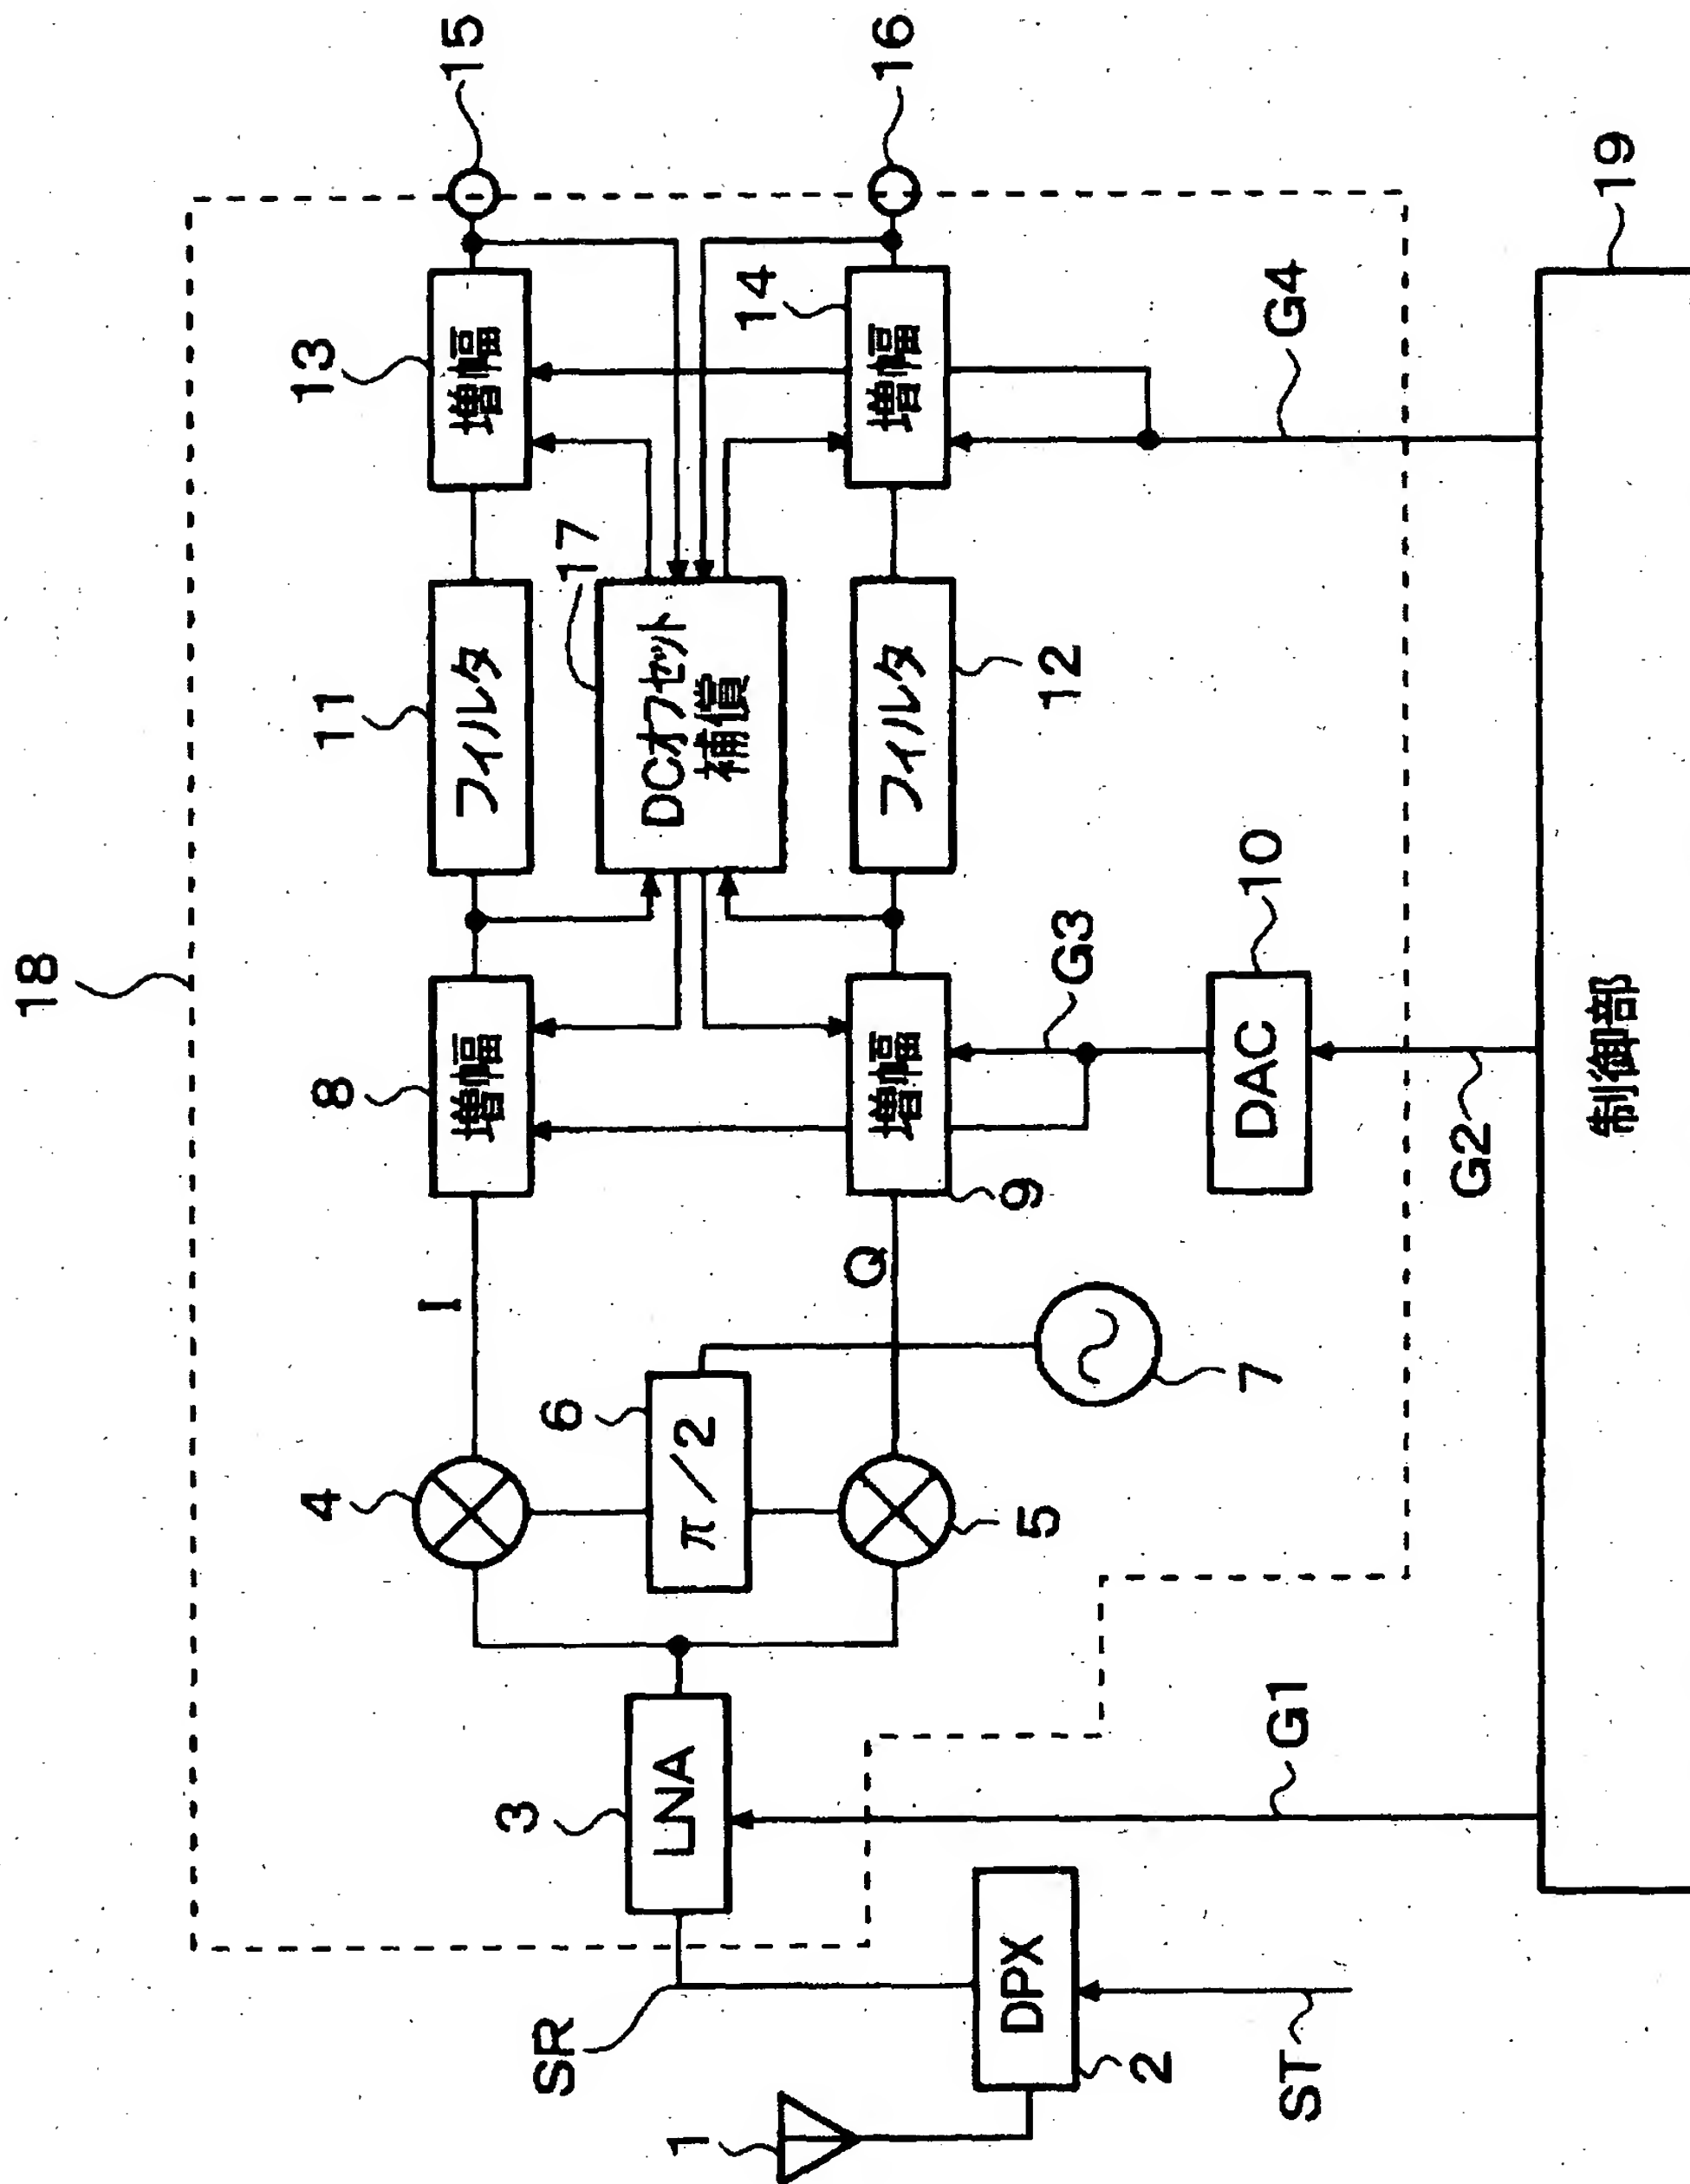 18
13
増幅
15
11
フィルタ
8
増幅
I
4
17
DCオフセット
補償
6
π／2
3
LNA
SR
14
増幅
16
12
フィルタ
9
増幅
Q
5
7
10
DAC
G3
G4
G2
G1
1
2
DPX
ST
19
制御部